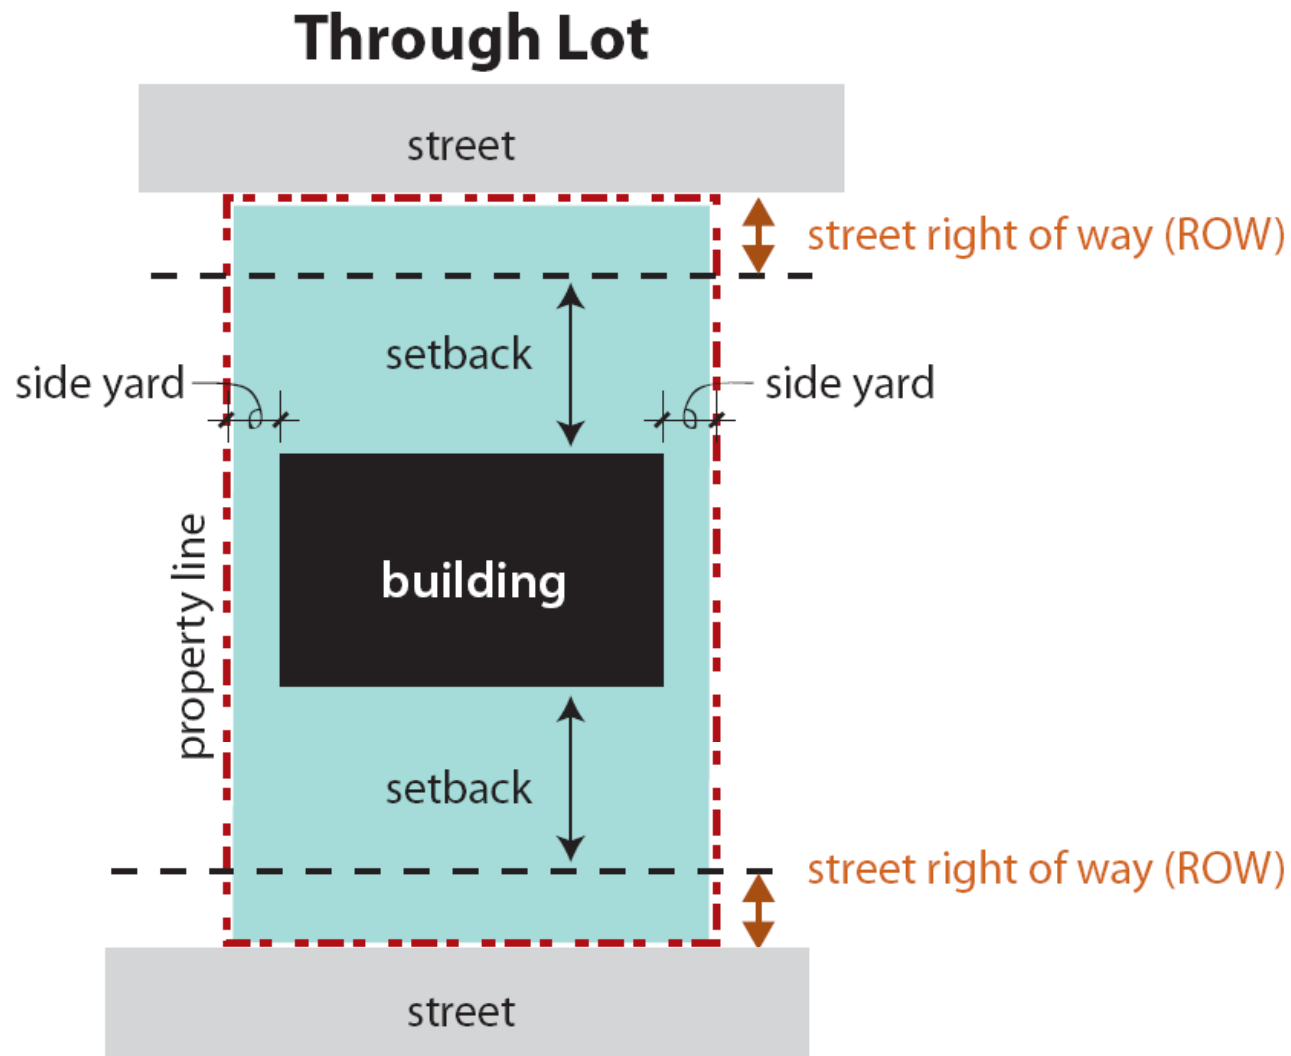 Through Lot
street
street right of way (ROW)
setback
side yard
side yard
building
property line
setback
street right of way (ROW)
street